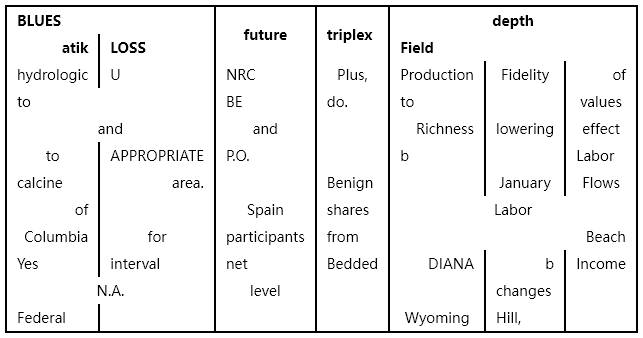 BLUES future triplex depth
atik LOSS Field
hydrologic U NRC Plus, Production Fidelity of
to BE do. to values
and and Richness lowering effect
to APPROPRIATE P.O. b Labor
calcine area. Benign January Flows
of Spain shares Labor
Columbia for participants from Beach
Yes interval net Bedded DIANA b Income
N.A. level changes
Federal Wyoming Hill,